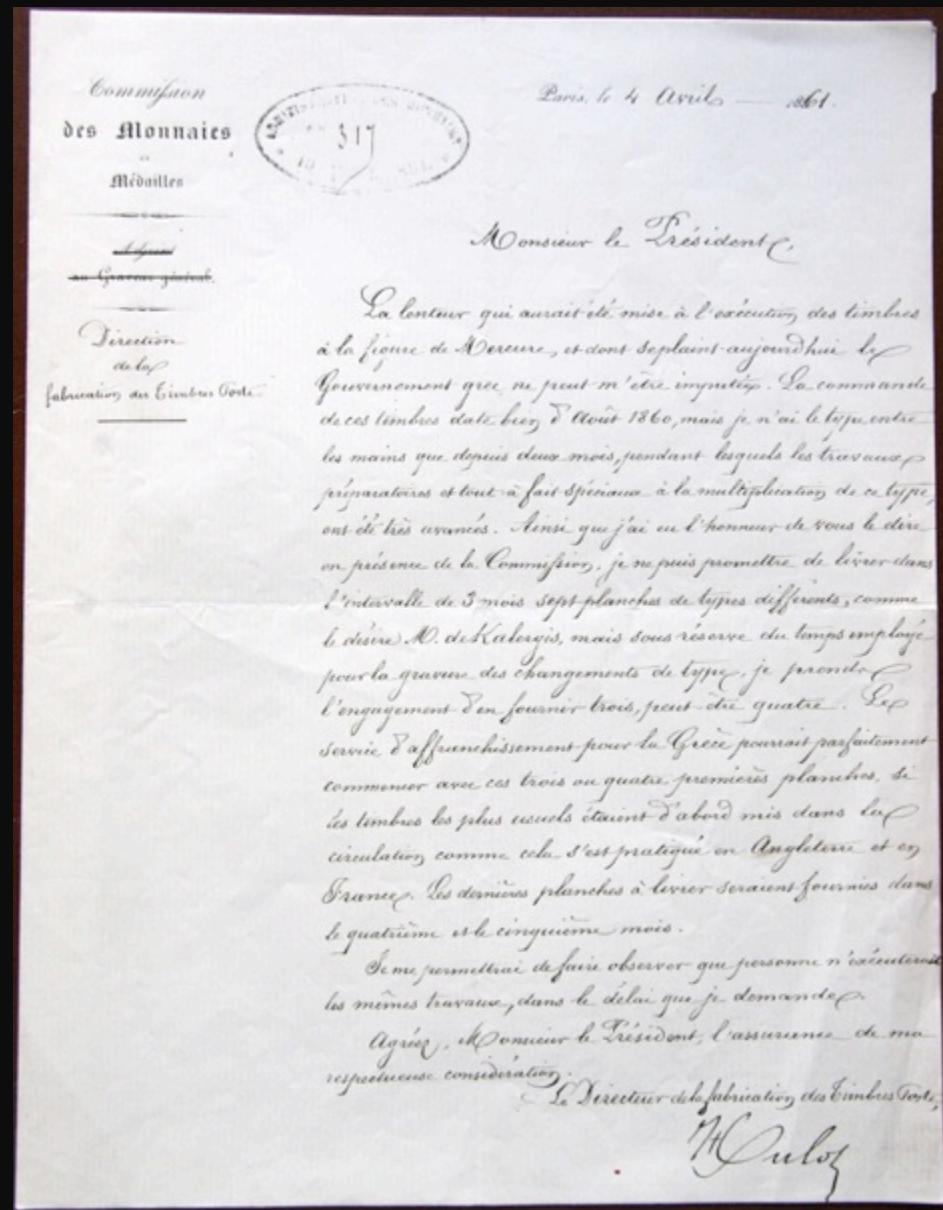 Commission
des Monnaies
et
Médailles
Adjoint
au Graveur général.
Direction
de la
fabrication des Timbres Poste
317
Paris, le 4 Avril 1861.
Monsieur le Président,
La lenteur qui aurait été mise à l'exécution des timbres
à la figure de Mercure, et dont se plaint aujourd'hui le
Gouvernement grec ne peut m'être imputée. La commande
de ces timbres date bien d'Août 1860, mais je n'ai le type entre
les mains que depuis deux mois, pendant lesquels les travaux
préparatoires et tout à fait spéciaux à la multiplication de ce type,
ont été très avancés. Ainsi que j'ai eu l'honneur de vous le dire
en présence de la Commission, je ne puis promettre de livrer dans
l'intervalle de 3 mois sept planches de types différents, comme
le désire M. de Kalergis, mais sous réserve du temps employé
pour la gravure des changements de type, je prends
l'engagement d'en fournir trois, peut-être quatre. Le
service d'affranchissement pour la Grèce pourrait parfaitement
commencer avec ces trois ou quatre premières planches, si
les timbres les plus usuels étaient d'abord mis dans la
circulation comme cela s'est pratiqué en Angleterre et en
France. Les dernières planches à livrer seraient fournies dans
le quatrième et le cinquième mois.
Je me permettrai de faire observer que personne n'exécuterait
les mêmes travaux, dans le délai que je demande.
Agréez, Monsieur le Président, l'assurance de ma
respectueuse considération.
Le Directeur de la fabrication des Timbres Poste,
Hulot